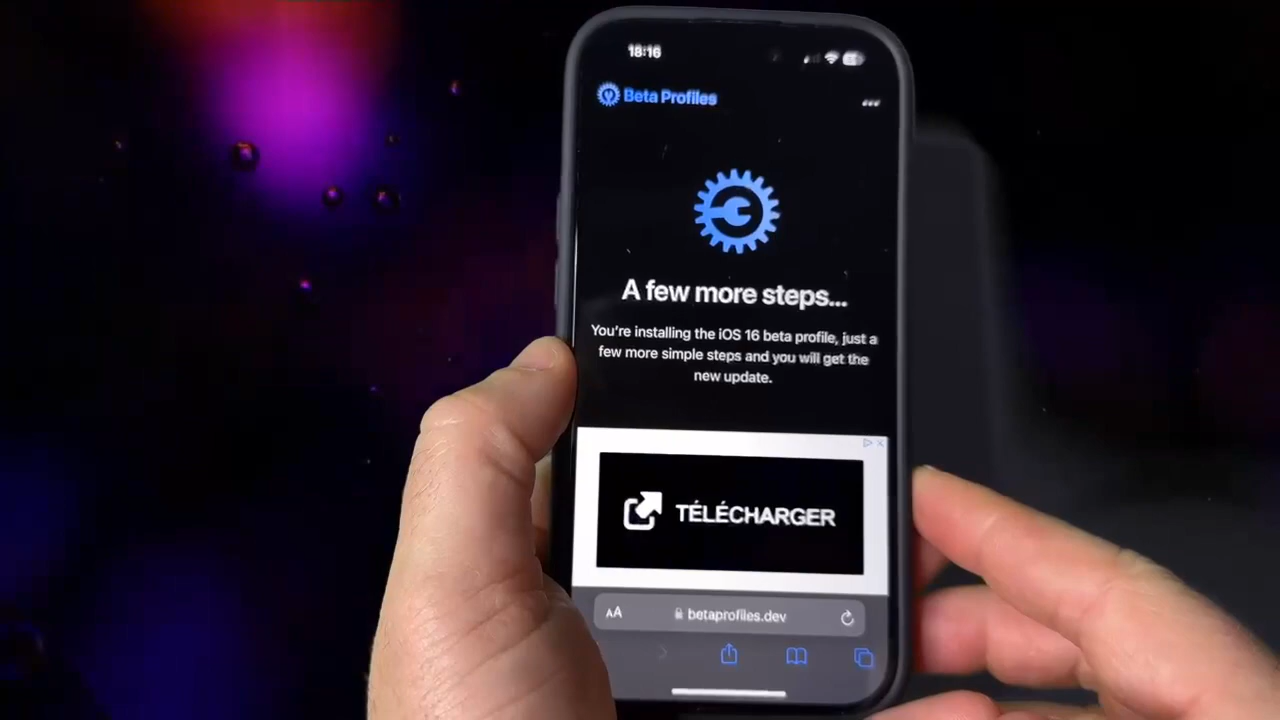 18:16
Beta Profiles
A few more steps...
You're installing the iOS 16 beta profile, just a
few more simple steps and you will get the
new update.
TÉLÉCHARGER
AA
betaprofiles.dev